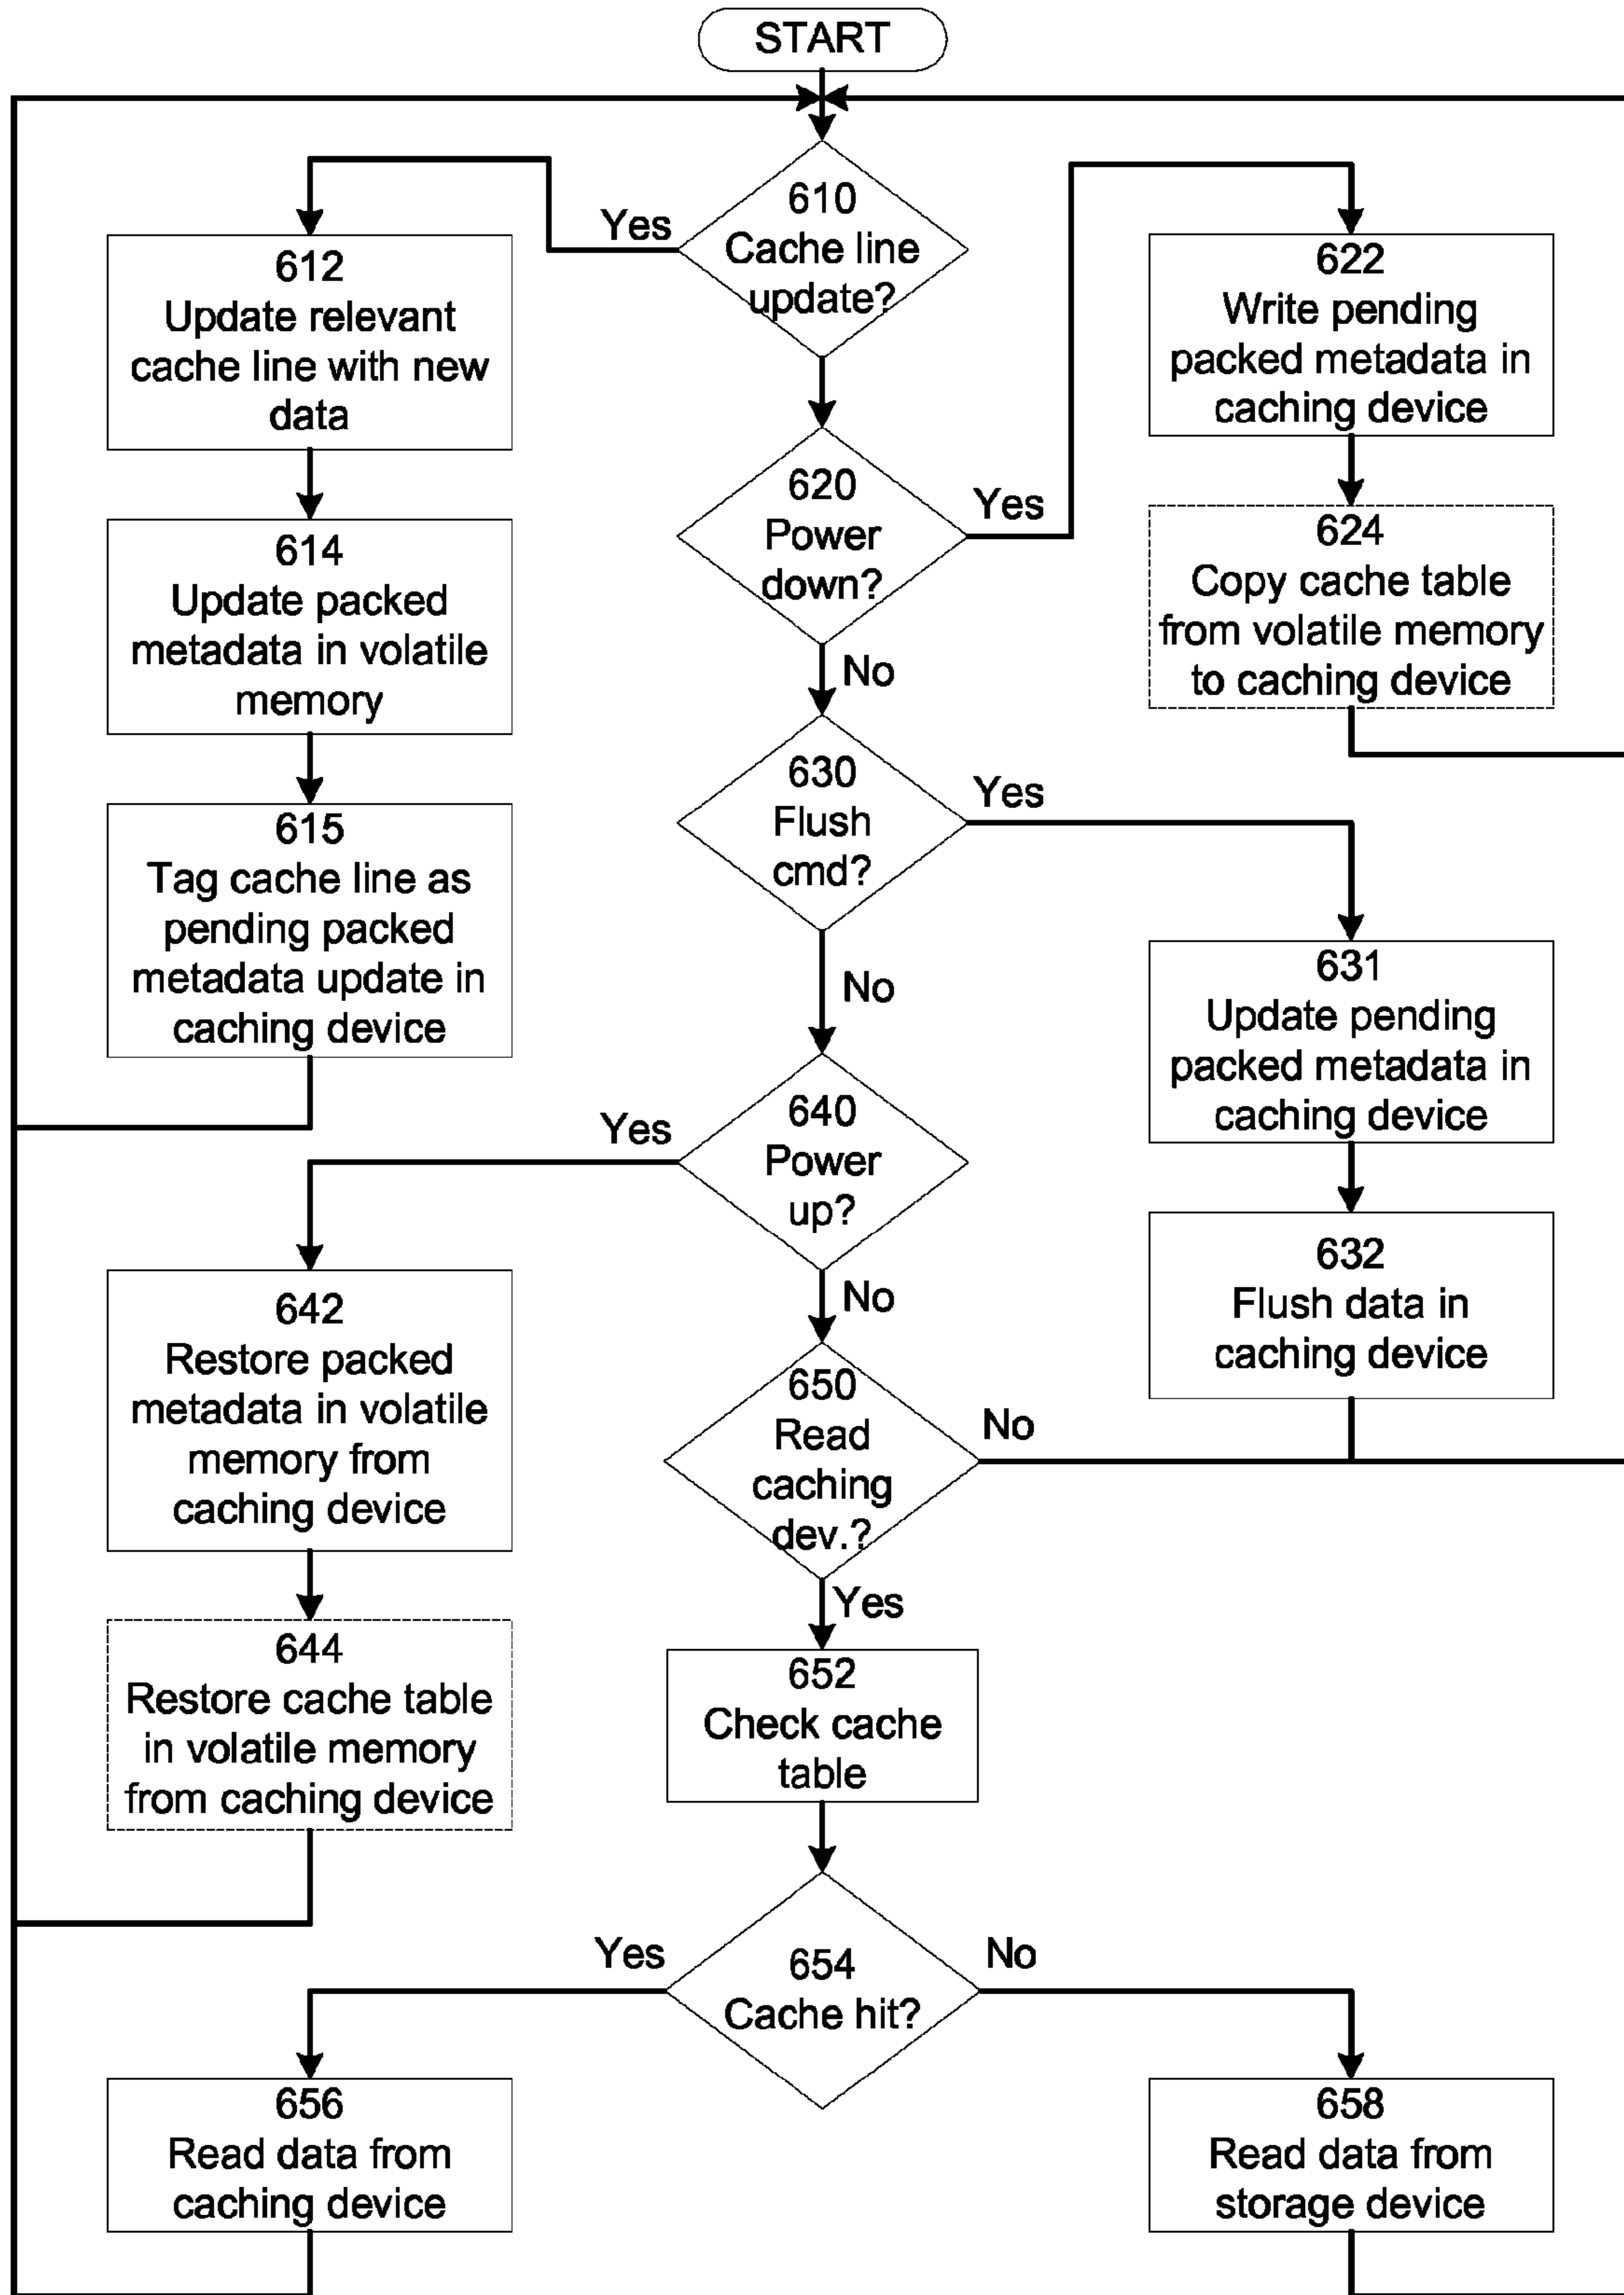 START
610
Cache line
update?
Yes
612
Update relevant
cache line with new
data
614
Update packed
metadata in volatile
memory
615
Tag cache line as
pending packed
metadata update in
caching device
620
Power
down?
Yes
No
622
Write pending
packed metadata in
caching device
624
Copy cache table
from volatile memory
to caching device
630
Flush
cmd?
Yes
No
631
Update pending
packed metadata in
caching device
632
Flush data in
caching device
640
Power
up?
Yes
No
642
Restore packed
metadata in volatile
memory from
caching device
644
Restore cache table
in volatile memory
from caching device
650
Read
caching
dev.?
No
Yes
652
Check cache
table
654
Cache hit?
Yes
No
656
Read data from
caching device
658
Read data from
storage device